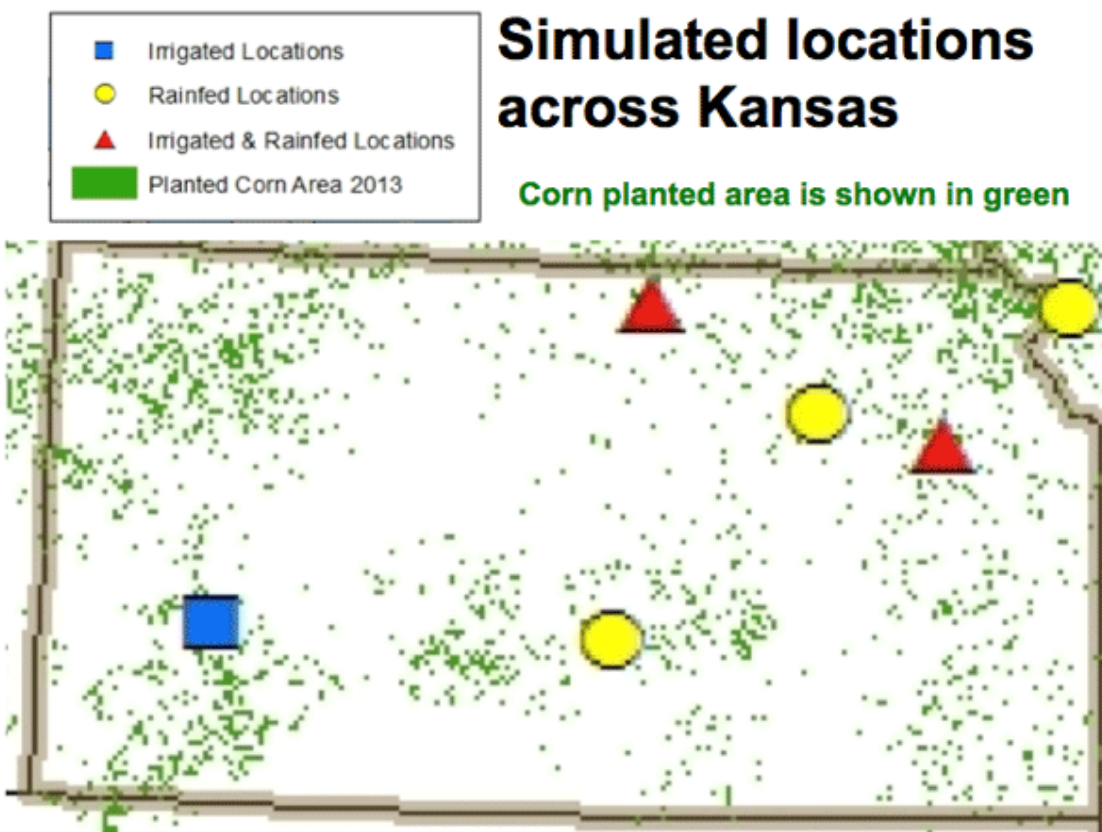 Irrigated Locations
Rainfed Locations
Irrigated & Rainfed Locations
Planted Corn Area 2013
Simulated locations
across Kansas
Corn planted area is shown in green